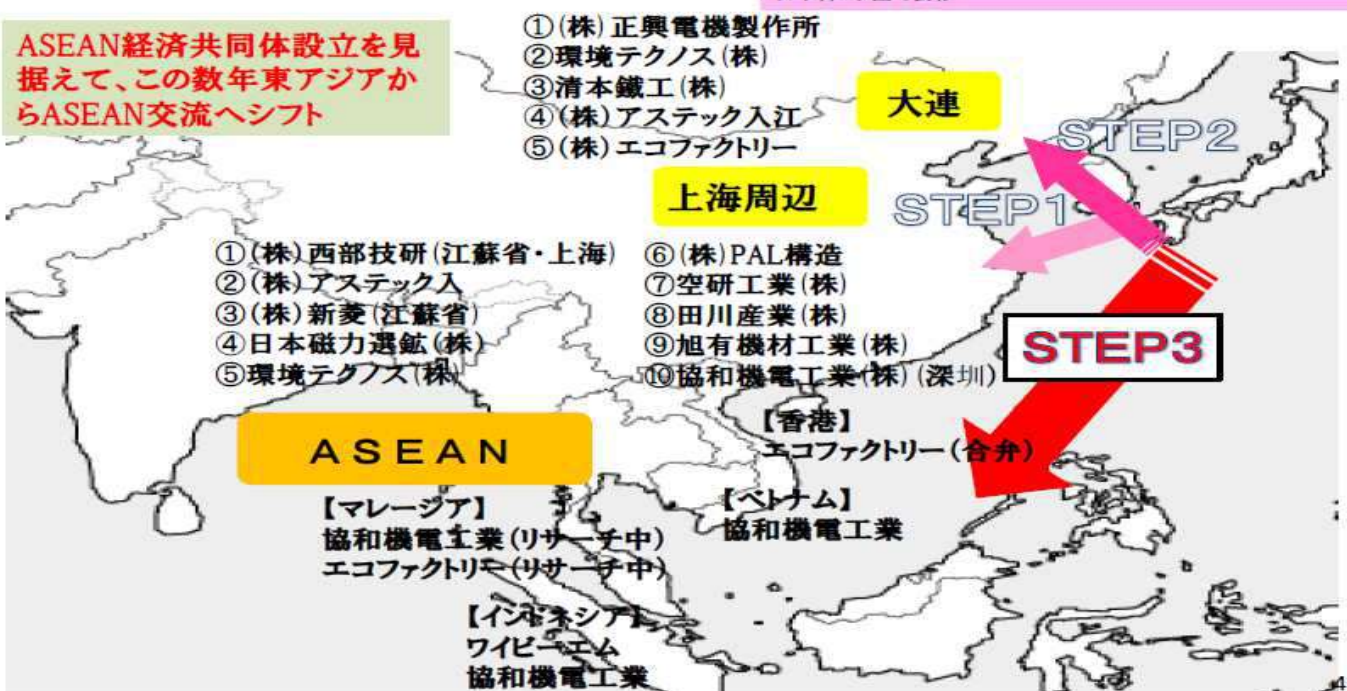 ASEAN経済共同体設立を見
据えて、この数年東アジアか
らASEAN交流へシフト
①(株)正興電機製作所
②環境テクノス(株)
③清本鐵工(株)
④(株)アステック入江
⑤(株)エコファクトリー
大連
STEP2
上海周辺
STEP1
①(株)西部技研(江蘇省・上海)
②(株)アステック入
③(株)新菱(江蘇省)
④日本磁力選鉱(株)
⑤環境テクノス(株)
⑥(株)PAL構造
⑦空研工業(株)
⑧田川産業(株)
⑨旭有機材工業(株)
⑩協和機電工業(株)(深圳)
STEP3
【香港】
エコファクトリー(合弁)
ASEAN
【マレージア】
協和機電工業(リサーチ中)
エコファクトリー(リサーチ中)
【ベトナム】
協和機電工業
【インドネシア】
ワイビーエム
協和機電工業
4